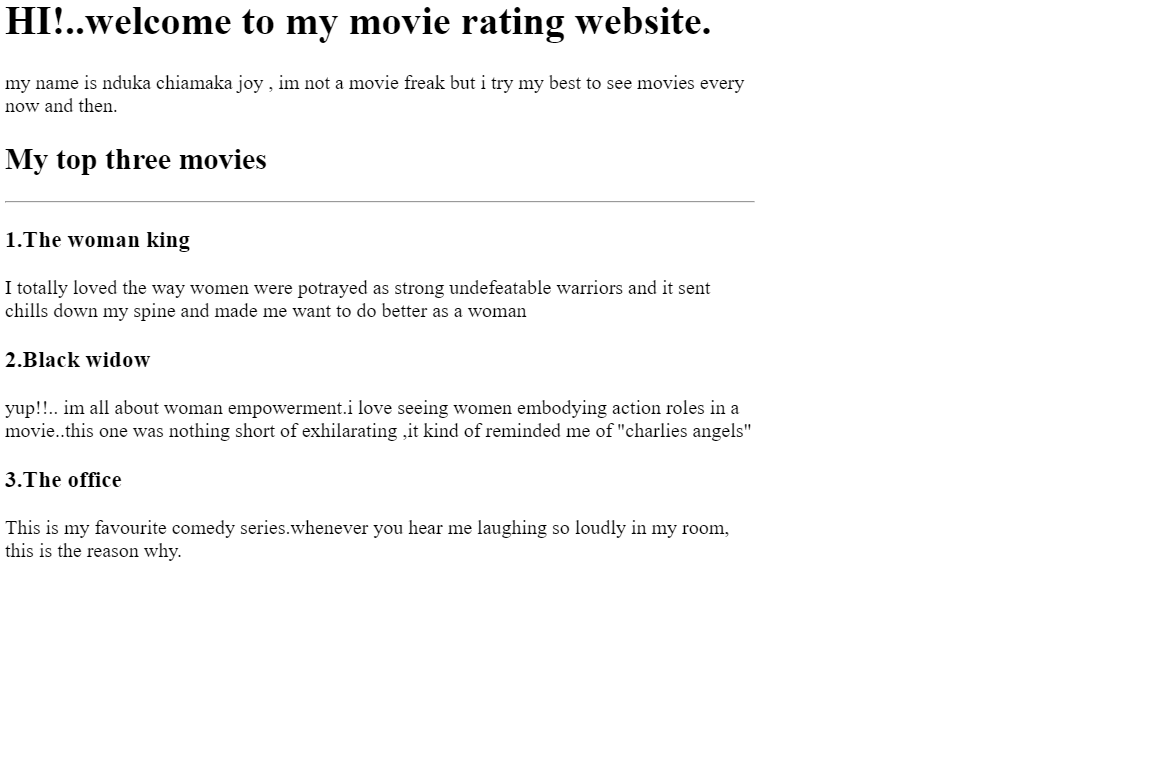 HI!..welcome to my movie rating website.
my name is nduka chiamaka joy , im not a movie freak but i try my best to see movies every
now and then.
My top three movies
1.The woman king
I totally loved the way women were potrayed as strong undefeatable warriors and it sent
chills down my spine and made me want to do better as a woman
2.Black widow
yup!!.. im all about woman empowerment.i love seeing women embodying action roles in a
movie..this one was nothing short of exhilarating ,it kind of reminded me of "charlies angels"
3.The office
This is my favourite comedy series.whenever you hear me laughing so loudly in my room,
this is the reason why.